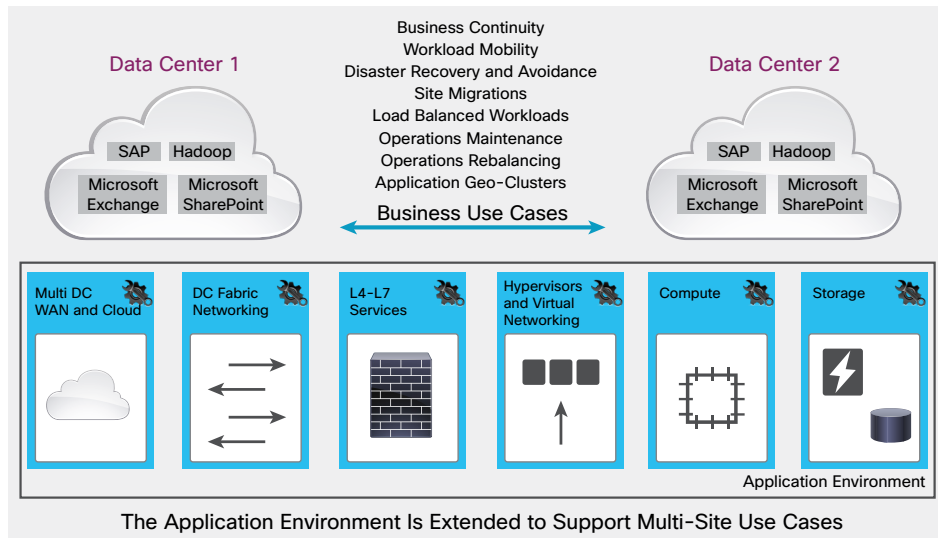 Business Continuity
Workload Mobility
Disaster Recovery and Avoidance
Site Migrations
Load Balanced Workloads
Operations Maintenance
Operations Rebalancing
Application Geo-Clusters
Business Use Cases
Data Center 1
SAP
Hadoop
Microsoft
Exchange
Microsoft
SharePoint
Data Center 2
SAP
Hadoop
Microsoft
Exchange
Microsoft
SharePoint
Multi DC
WAN and Cloud
DC Fabric
Networking
L4-L7
Services
Hypervisors
and Virtual
Networking
Compute
Storage
Application Environment
The Application Environment Is Extended to Support Multi-Site Use Cases